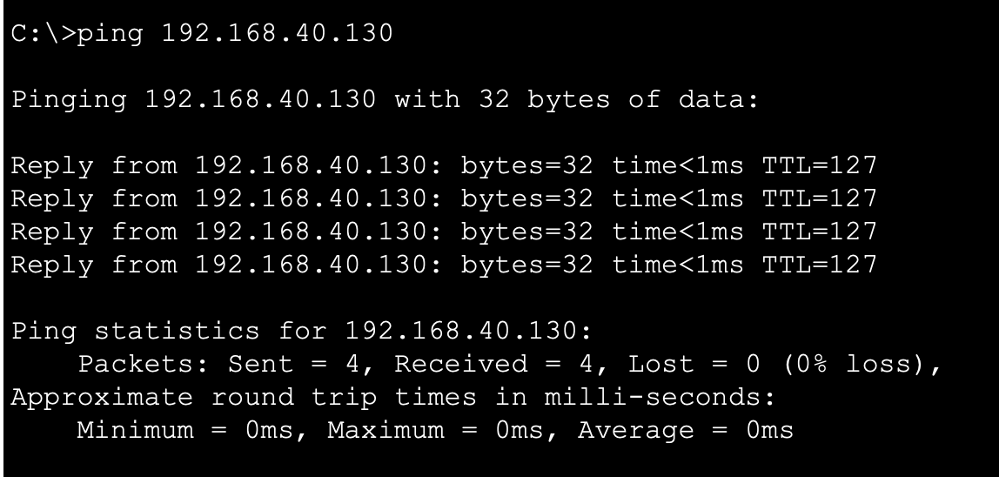 C:\>ping 192.168.40.130
Pinging 192.168.40.130 with 32 bytes of data:
Reply from 192.168.40.130: bytes=32 time<1ms TTL=127
Reply from 192.168.40.130: bytes=32 time<1ms TTL=127
Reply from 192.168.40.130: bytes=32 time<1ms TTL=127
Reply from 192.168.40.130: bytes=32 time<1ms TTL=127
Ping statistics for 192.168.40.130:
    Packets: Sent = 4, Received = 4, Lost = 0 (0% loss),
Approximate round trip times in milli-seconds:
    Minimum = 0ms, Maximum = 0ms, Average = 0ms